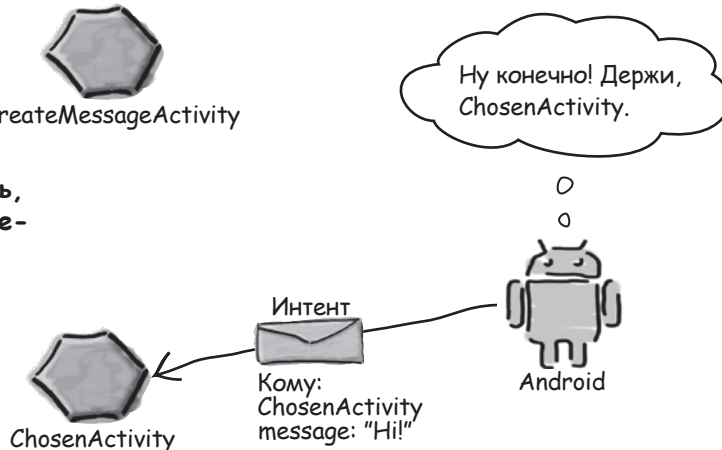 Ну конечно! Держи,
ChosenActivity.
reateMessageActivity
ь,
е-
Интент
Кому:
ChosenActivity
message: "Hi!"
Android
ChosenActivity